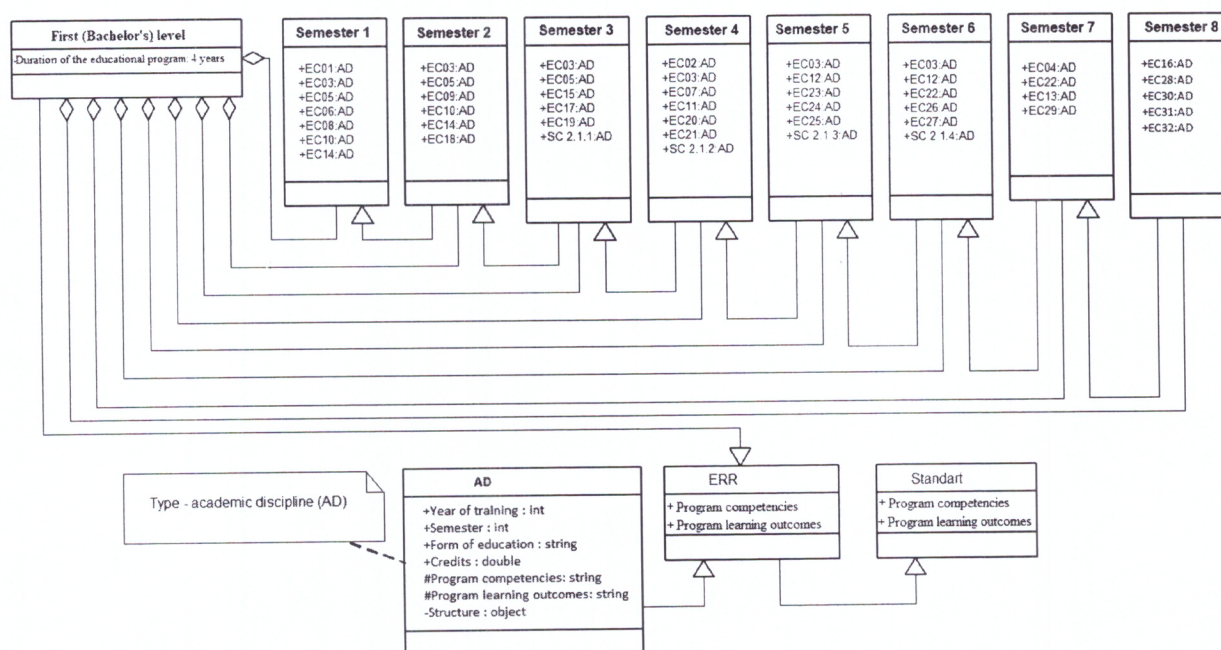 First (Bachelor's) level
-Duration of the educational program: 4 years
Semester 1
+EC01:AD
+EC03:AD
+EC05:AD
+EC06:AD
+EC08:AD
+EC10:AD
+EC14:AD
Semester 2
+EC03:AD
+EC05:AD
+EC09:AD
+EC10:AD
+EC14:AD
+EC18:AD
Semester 3
+EC03:AD
+EC05:AD
+EC15:AD
+EC17:AD
+EC19:AD
+SC 2.1.1:AD
Semester 4
+EC02:AD
+EC03:AD
+EC07:AD
+EC11:AD
+EC20:AD
+EC21:AD
+SC 2.1.2:AD
Semester 5
+EC03:AD
+EC12:AD
+EC23:AD
+EC24:AD
+EC25:AD
+SC 2 1 3:AD
Semester 6
+EC03:AD
+EC12:AD
+EC22:AD
+EC26:AD
+EC27:AD
+SC 2 1.4:AD
Semester 7
+EC04:AD
+EC22:AD
+EC13:AD
+EC29:AD
Semester 8
+EC16:AD
+EC28:AD
+EC30:AD
+EC31:AD
+EC32:AD
Type - academic discipline (AD)
AD
+Year of training : int
+Semester : int
+Form of education : string
+Credits : double
#Program competencies: string
#Program learning outcomes: string
-Structure : object
ERR
+ Program competencies
+ Program learning outcomes
Standart
+ Program competencies
+ Program learning outcomes